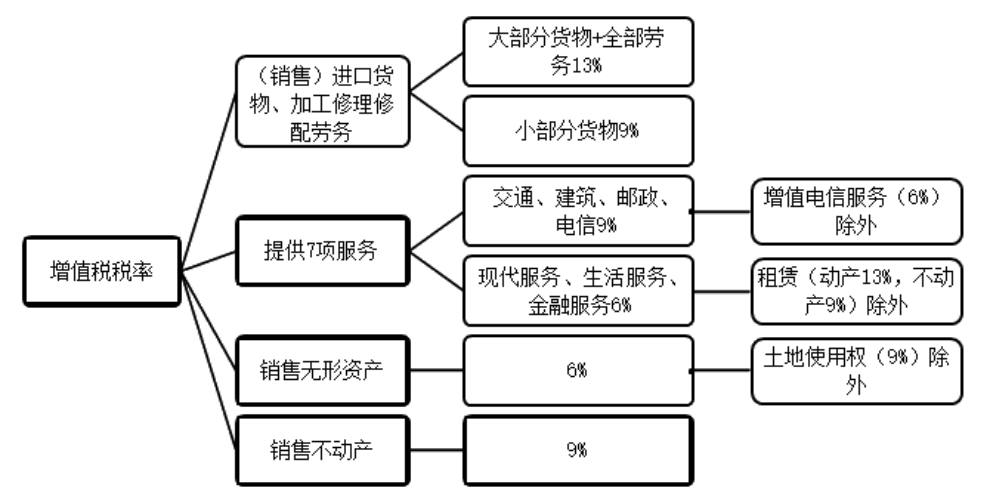 增值税税率
（销售）进口货
物、加工修理修
配劳务
大部分货物+全部劳
务13%
小部分货物9%
提供7项服务
交通、建筑、邮政、
电信9%
增值电信服务（6%）
除外
现代服务、生活服务、
金融服务6%
租赁（动产13%，不动
产9%）除外
销售无形资产
6%
土地使用权（9%）除
外
销售不动产
9%